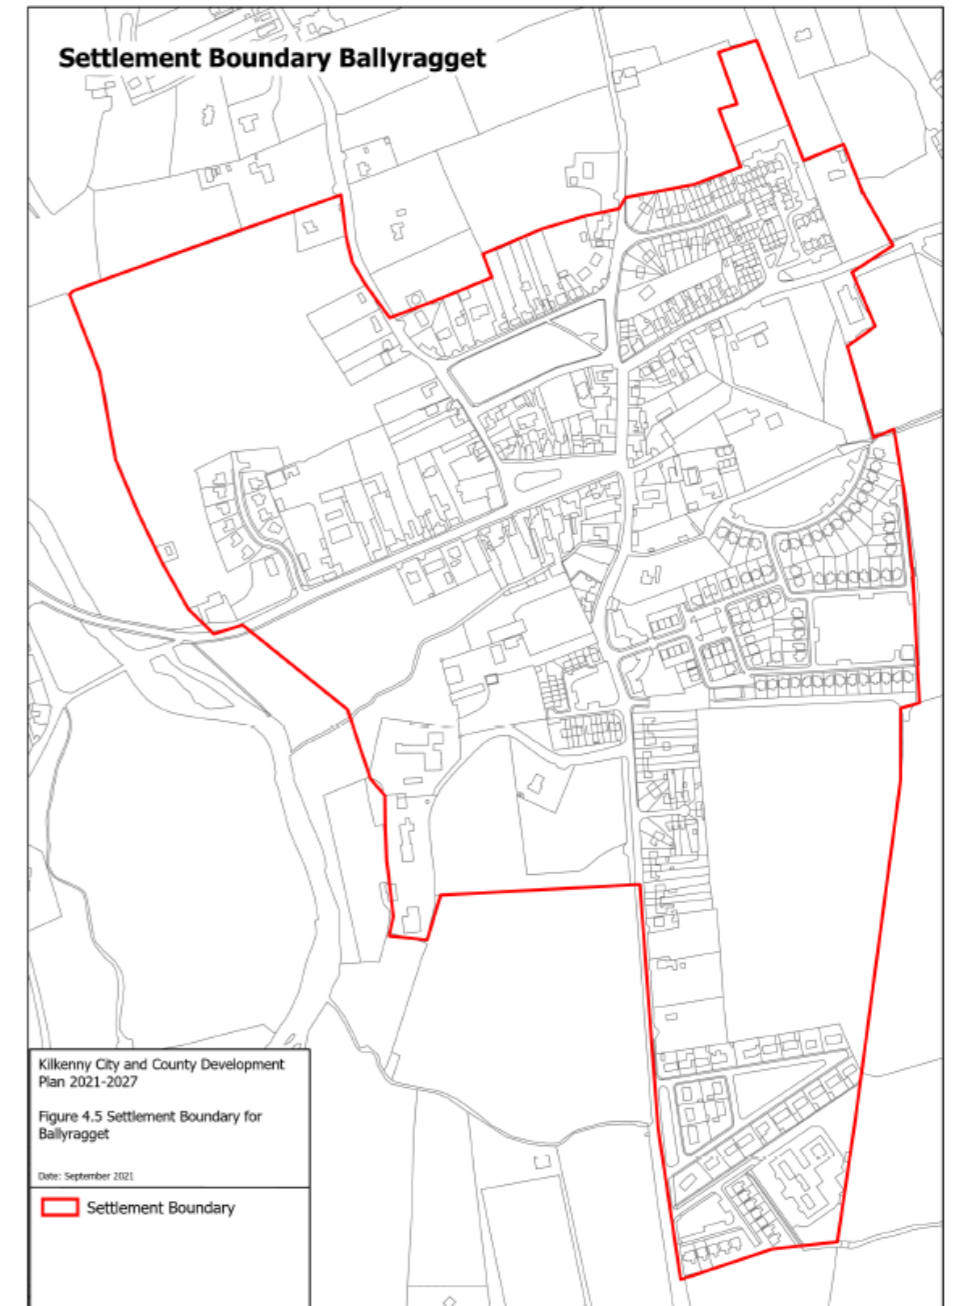 Settlement Boundary Ballyragget
Kilkenny City and County Development
Plan 2021-2027
Figure 4.5 Settlement Boundary for
Ballyragget
Date: September 2021
Settlement Boundary